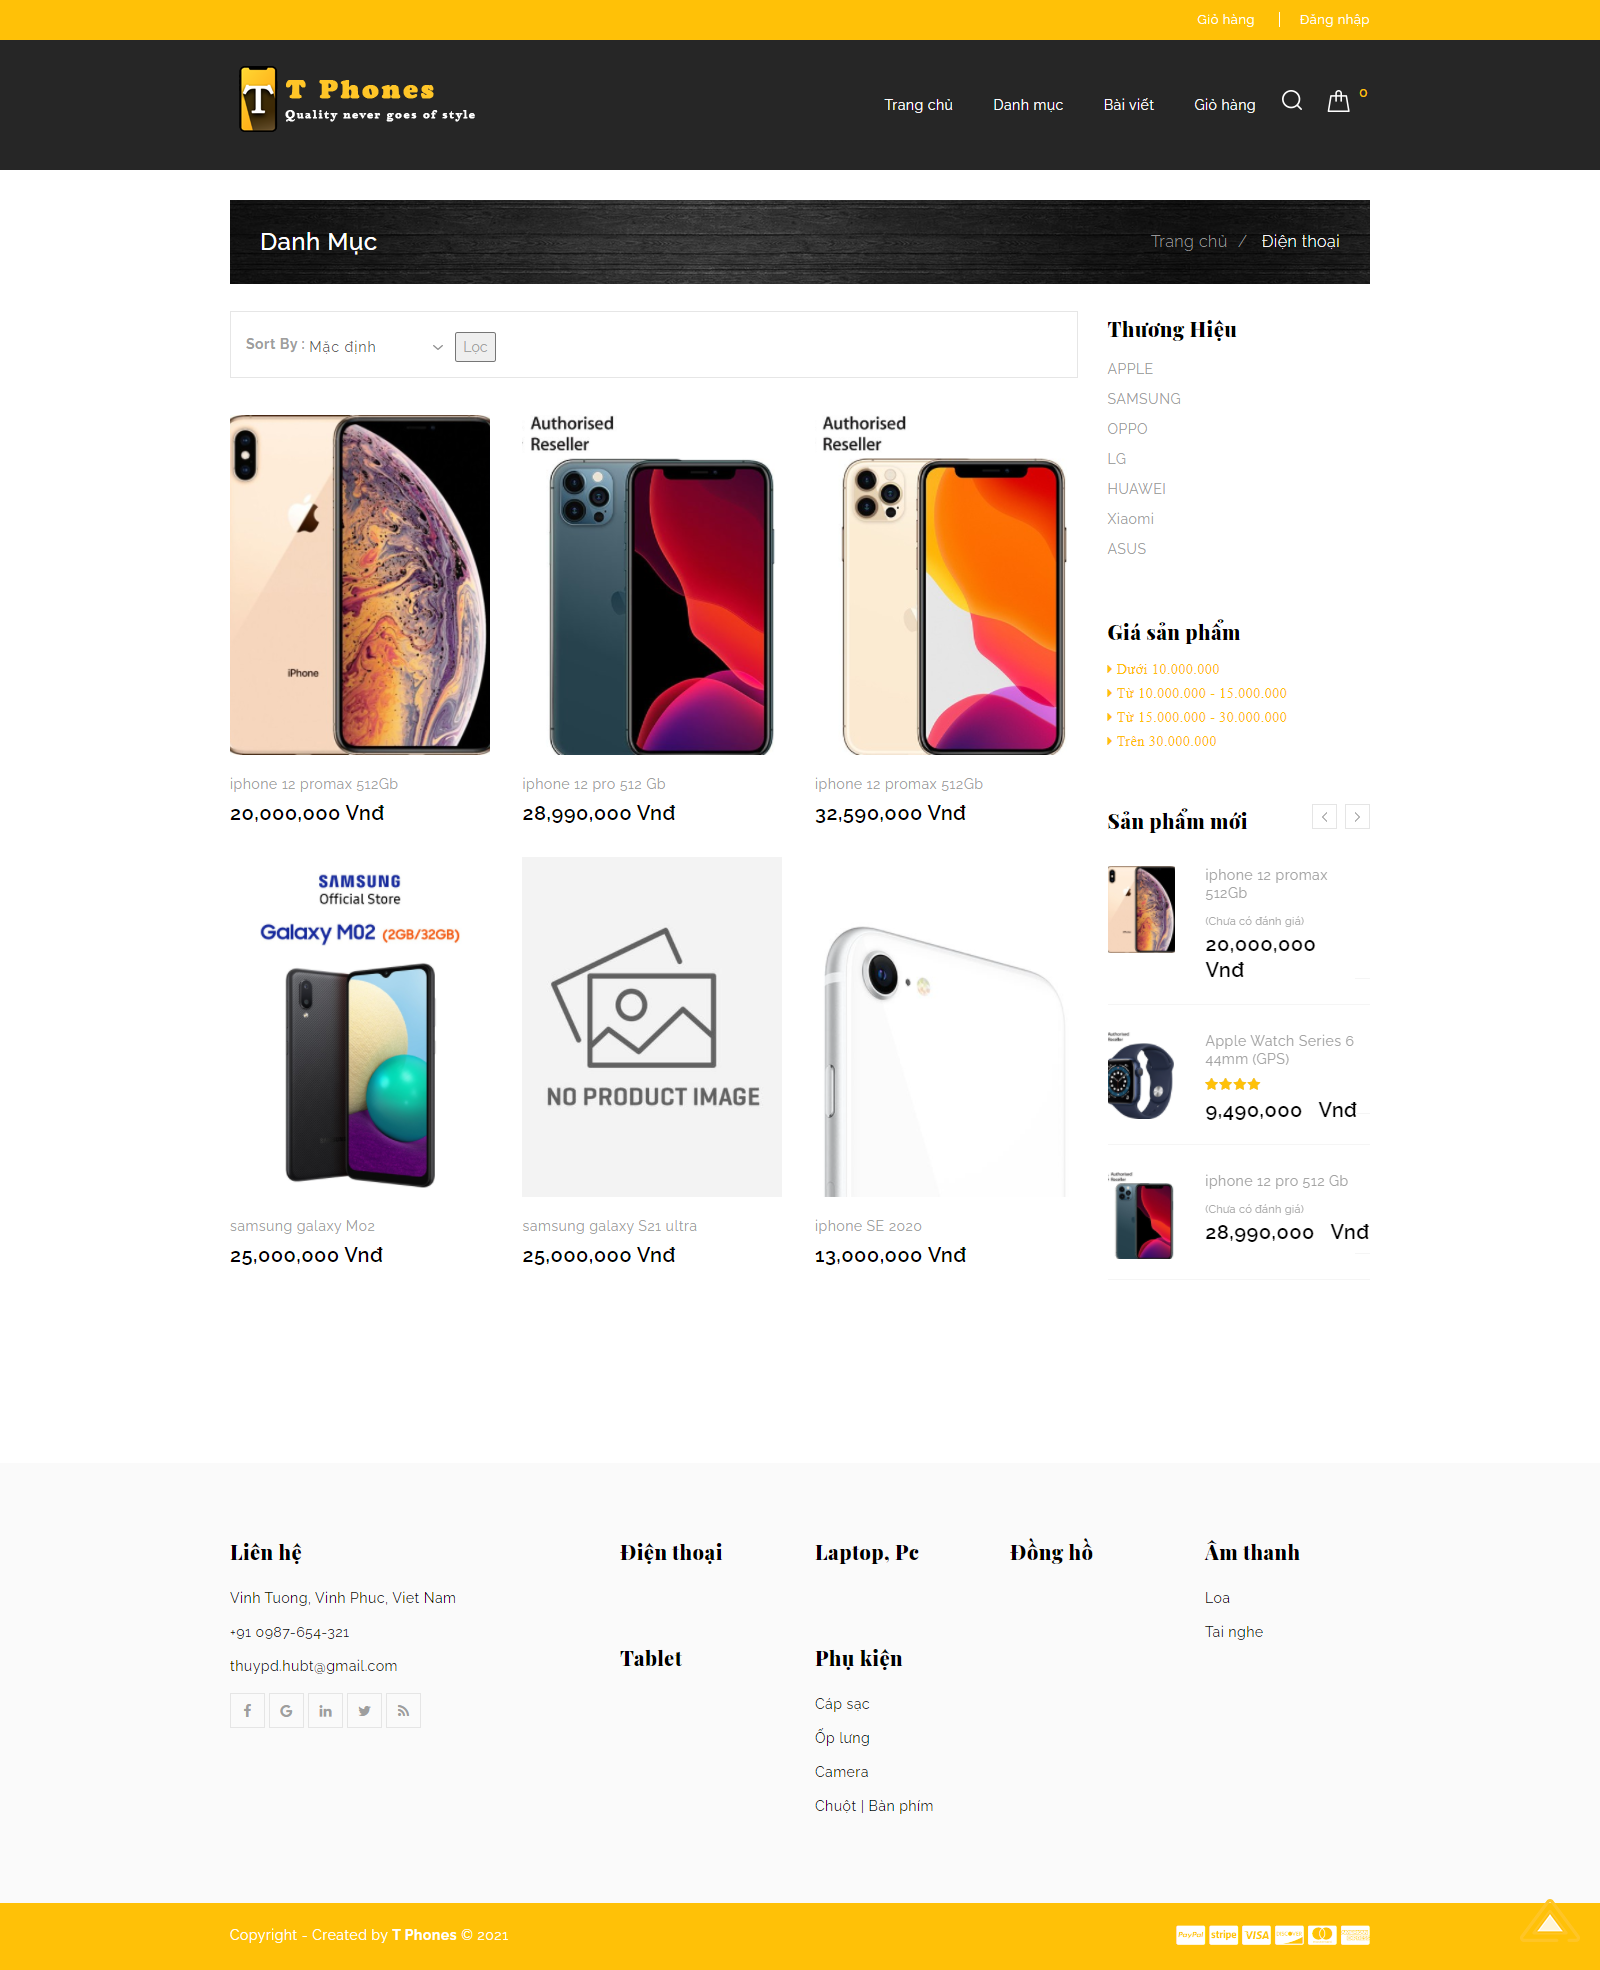 Giỏ hàng
Đăng nhập
T Phones
Quality never goes of style
Trang chủ
Danh mục
Bài viết
Giỏ hàng
0
Danh Mục
Trang chủ / Điện thoại
Sort By : Mặc định
Lọc
iPhone
iphone 12 promax 512Gb
20,000,000 Vnđ
Authorised
Reseller
iphone 12 pro 512 Gb
28,990,000 Vnđ
Authorised
Reseller
iphone 12 promax 512Gb
32,590,000 Vnđ
SAMSUNG
Official Store
Galaxy M02 (2GB/32GB)
samsung galaxy M02
25,000,000 Vnđ
NO PRODUCT IMAGE
samsung galaxy S21 ultra
25,000,000 Vnđ
iphone SE 2020
13,000,000 Vnđ
Thương Hiệu
APPLE
SAMSUNG
OPPO
LG
HUAWEI
Xiaomi
ASUS
Giá sản phẩm
Dưới 10.000.000
Từ 10.000.000 - 15.000.000
Từ 15.000.000 - 30.000.000
Trên 30.000.000
Sản phẩm mới
iphone 12 promax
512Gb
(Chưa có đánh giá)
20,000,000
Vnđ
Apple Watch Series 6
44mm (GPS)
9,490,000 Vnđ
iphone 12 pro 512 Gb
(Chưa có đánh giá)
28,990,000 Vnđ
Liên hệ
Vinh Tuong, Vinh Phuc, Viet Nam
+91 0987-654-321
thuypd.hubt@gmail.com
Điện thoại
Laptop, Pc
Đồng hồ
Âm thanh
Loa
Tai nghe
Tablet
Phụ kiện
Cáp sạc
Ốp lưng
Camera
Chuột | Bàn phím
Copyright - Created by T Phones © 2021
PayPal
stripe
VISA